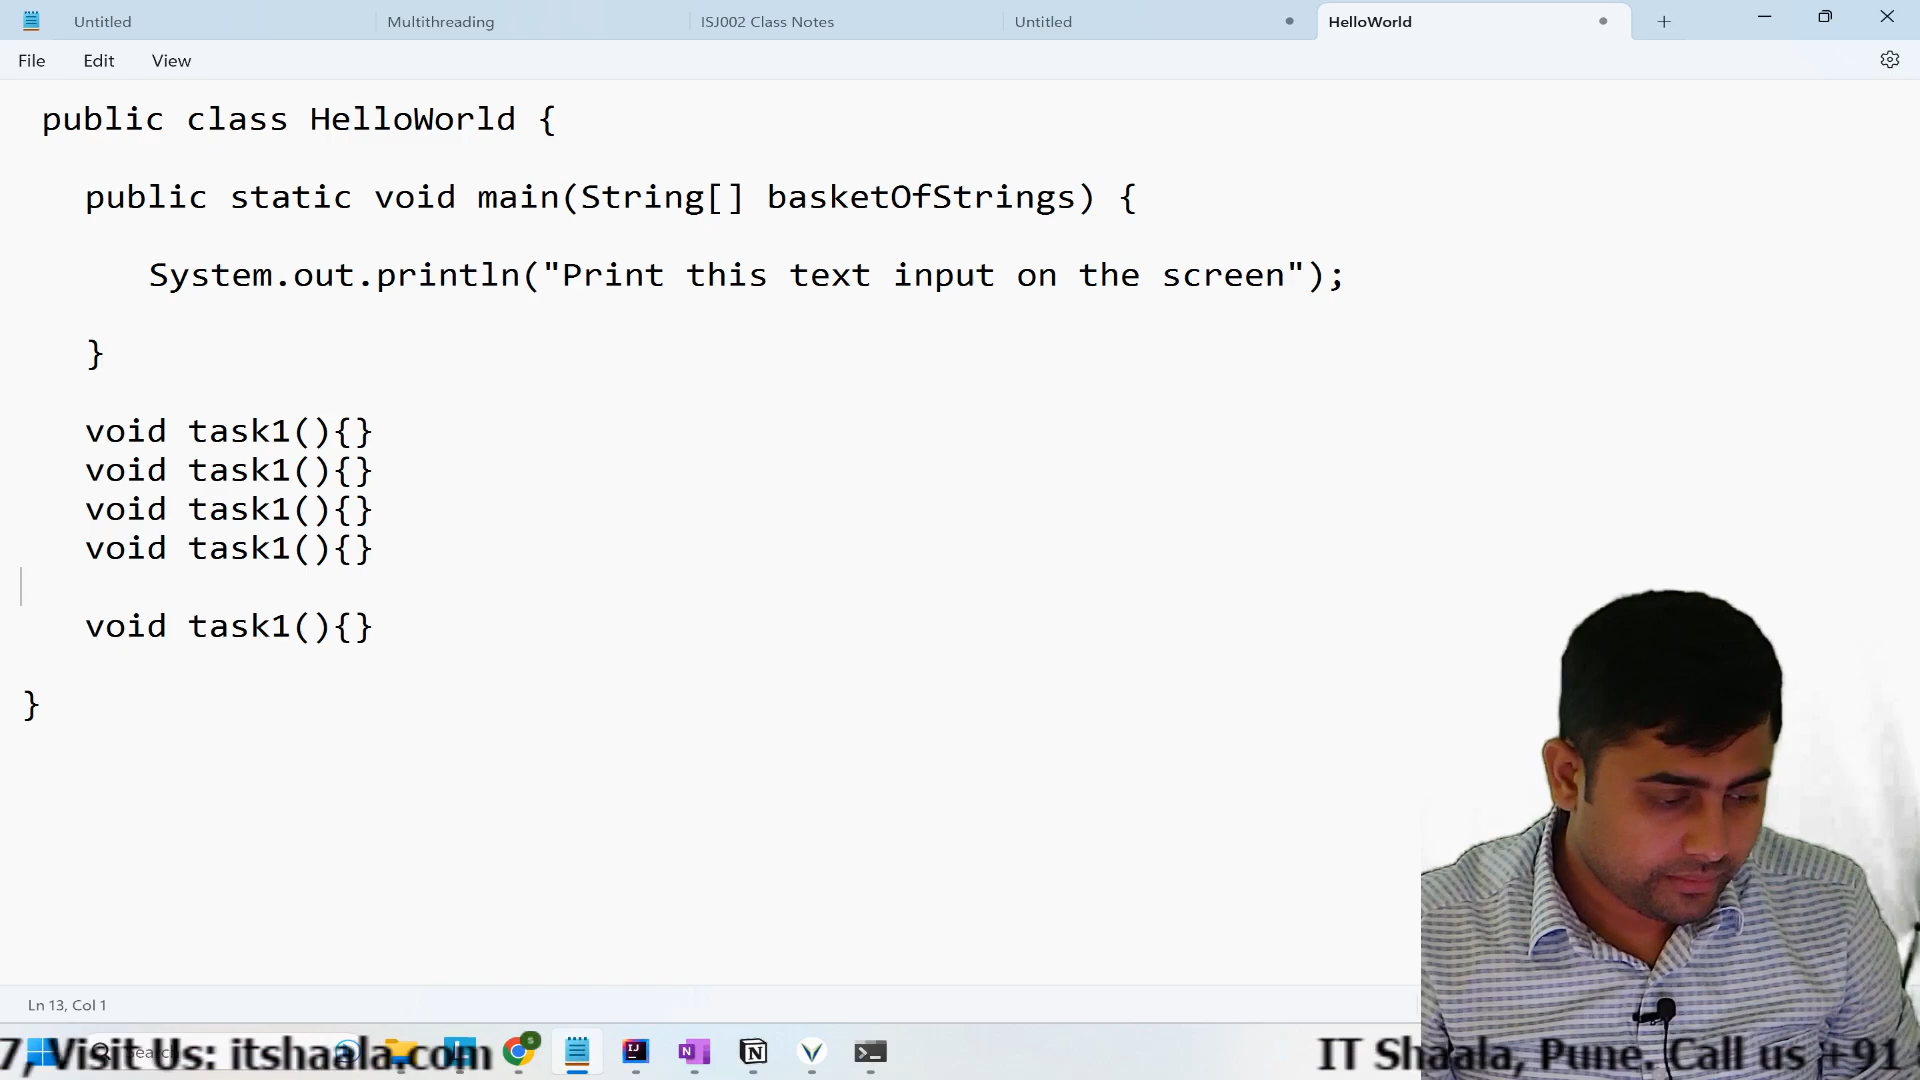 Untitled
Multithreading
ISJ002 Class Notes
Untitled
HelloWorld
File Edit View
public class HelloWorld {
public static void main(String[] basketOfStrings) {
System.out.println("Print this text input on the screen");
}
void task1(){}
void task1(){}
void task1(){}
void task1(){}
void task1(){}
}
Ln 13, Col 1
Search
7, Visit Us: itshaala.com
IT Shaala, Pune. Call us +91